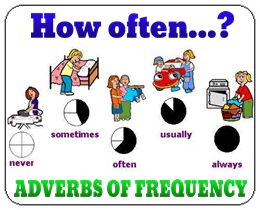 How often...?
sometimes
usually
never
often
always
ADVERBS OF FREQUENCY